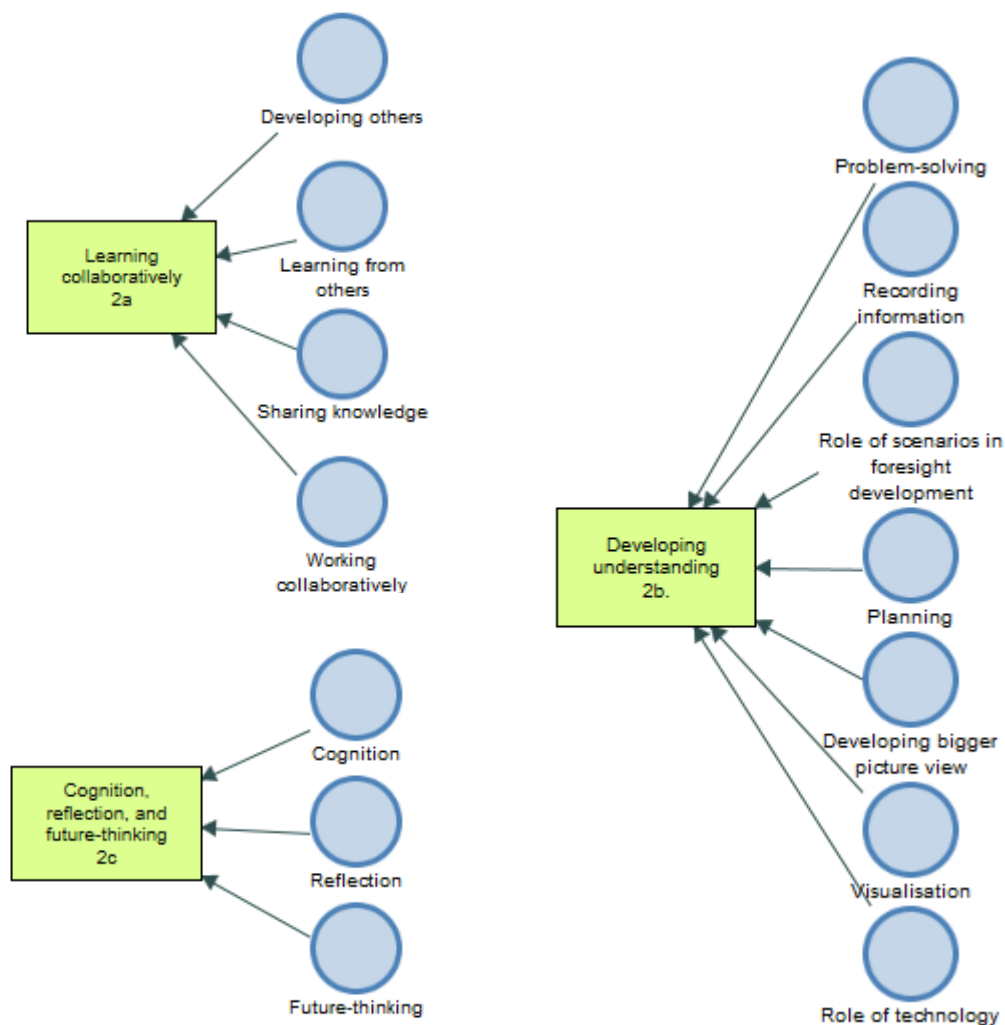 Developing others
Learning
collaboratively
2a
Learning from
others
Sharing knowledge
Working
collaboratively
Cognition
Cognition,
reflection, and
future-thinking
2c
Reflection
Future-thinking
Problem-solving
Recording
information
Role of scenarios in
foresight
development
Developing
understanding
2b.
Planning
Developing bigger
picture view
Visualisation
Role of technology